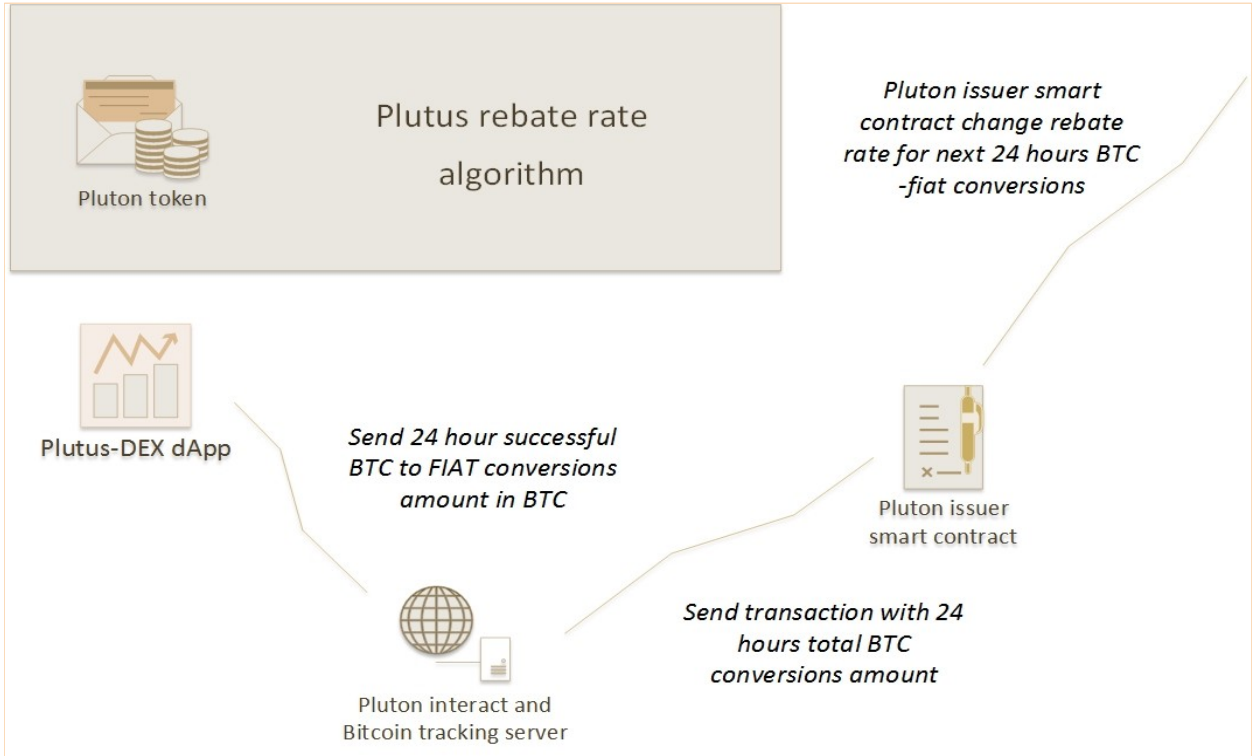 Plutus rebate rate
algorithm
Pluton token
Pluton issuer smart
contract change rebate
rate for next 24 hours BTC
-fiat conversions
Plutus-DEX dApp
Send 24 hour successful
BTC to FIAT conversions
amount in BTC
Pluton issuer
smart contract
Send transaction with 24
hours total BTC
conversions amount
Pluton interact and
Bitcoin tracking server